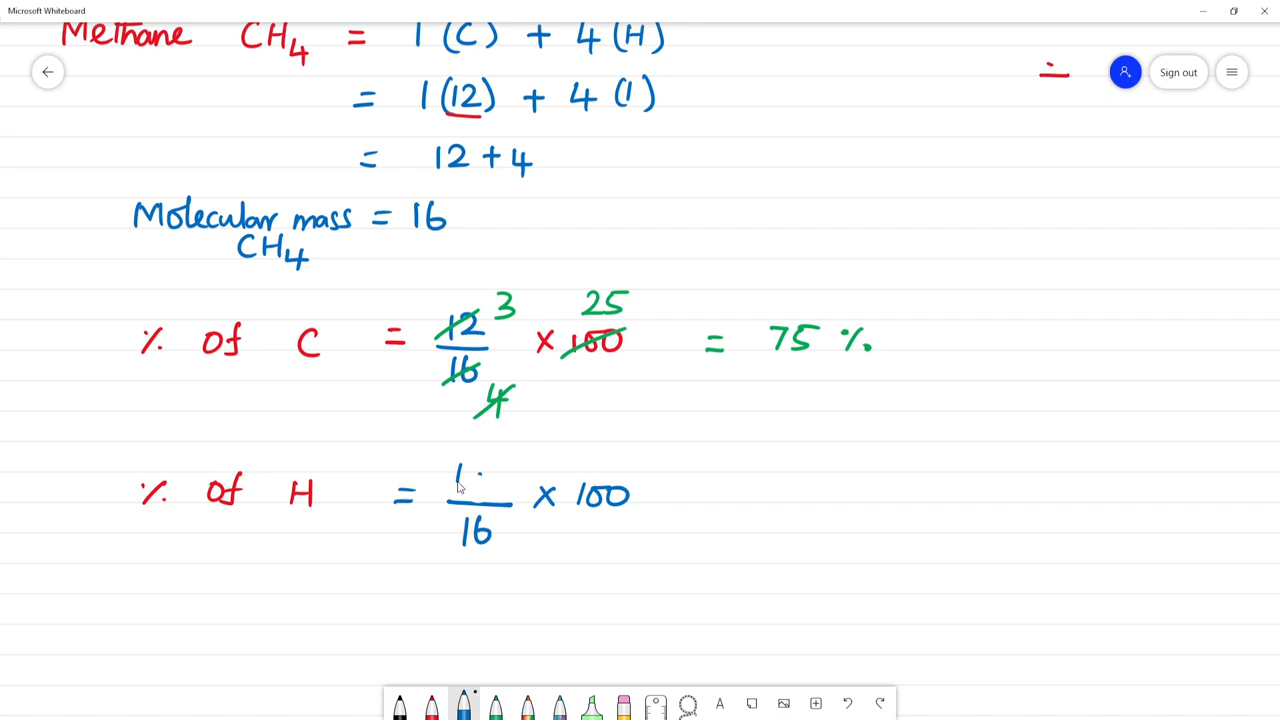 Microsoft Whiteboard
Methane CH4 = 1 (C) + 4 (H)
Sign out
= 1 (12) + 4 (1)
= 12 + 4
Molecular mass = 16
CH4
3 25
% of C = 12/16 × 100 = 75 %
4
% of H = /16 × 100
A